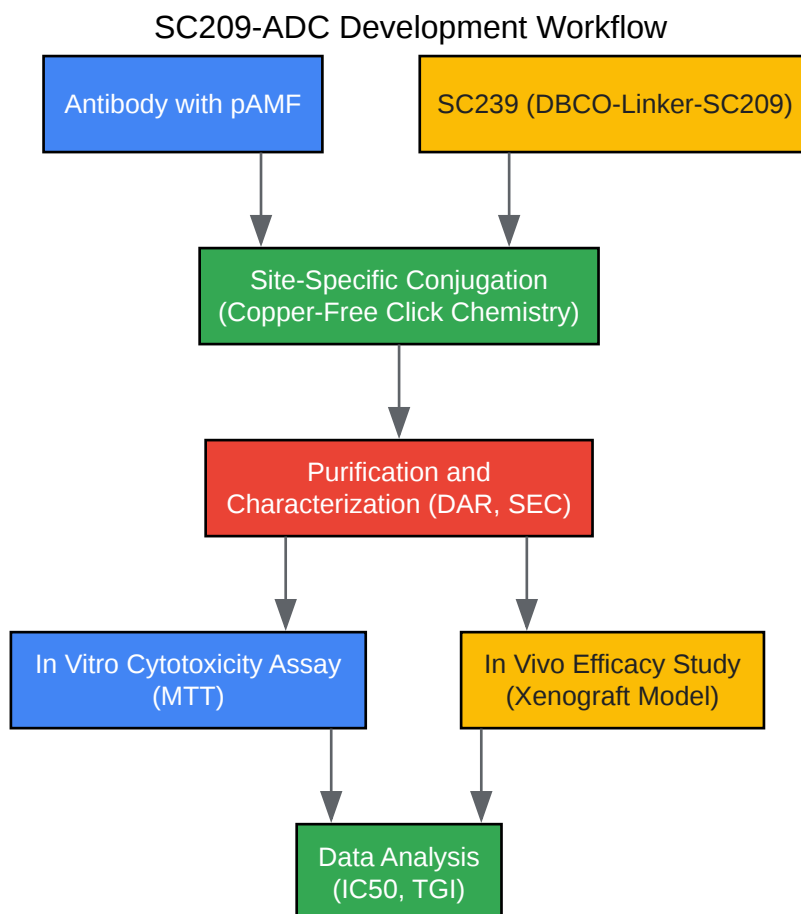 SC209-ADC Development Workflow
Antibody with pAMF
SC239 (DBCO-Linker-SC209)
Site-Specific Conjugation
(Copper-Free Click Chemistry)
Purification and
Characterization (DAR, SEC)
In Vitro Cytotoxicity Assay
(MTT)
In Vivo Efficacy Study
(Xenograft Model)
Data Analysis
(IC50, TGI)